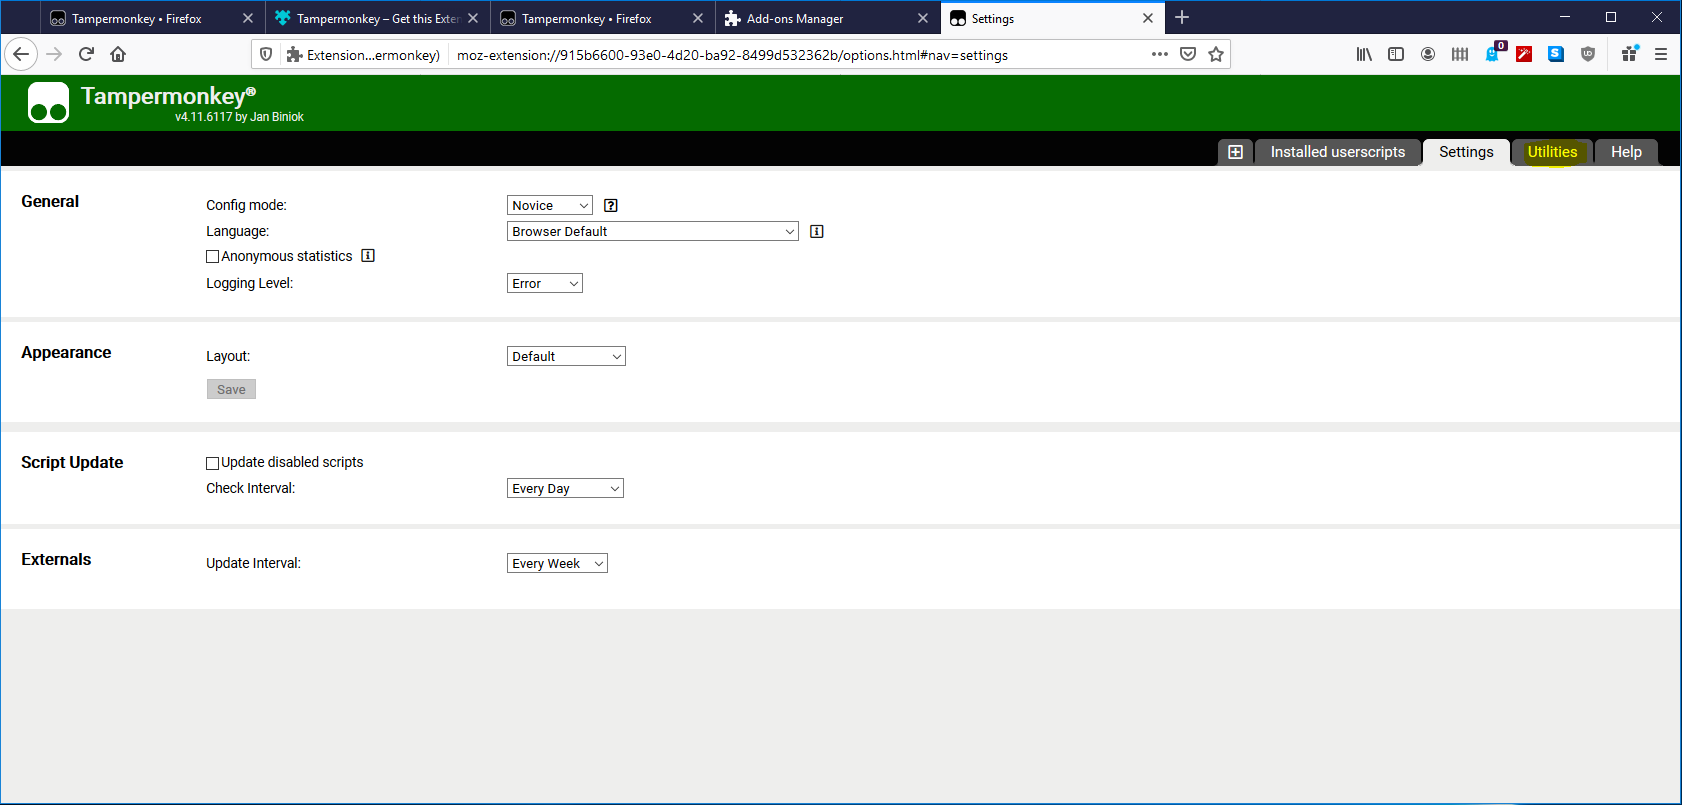 Tampermonkey • Firefox
Tampermonkey – Get this Exten
Tampermonkey • Firefox
Add-ons Manager
Settings
Extension...ermonkey)
moz-extension://915b6600-93e0-4d20-ba92-8499d532362b/options.html#nav=settings
0
S
Tampermonkey®
v4.11.6117 by Jan Biniok
Installed userscripts
Settings
Utilities
Help
General
Config mode:
Novice
?
Language:
Browser Default
i
Anonymous statistics
i
Logging Level:
Error
Appearance
Layout:
Default
Save
Script Update
Update disabled scripts
Check Interval:
Every Day
Externals
Update Interval:
Every Week